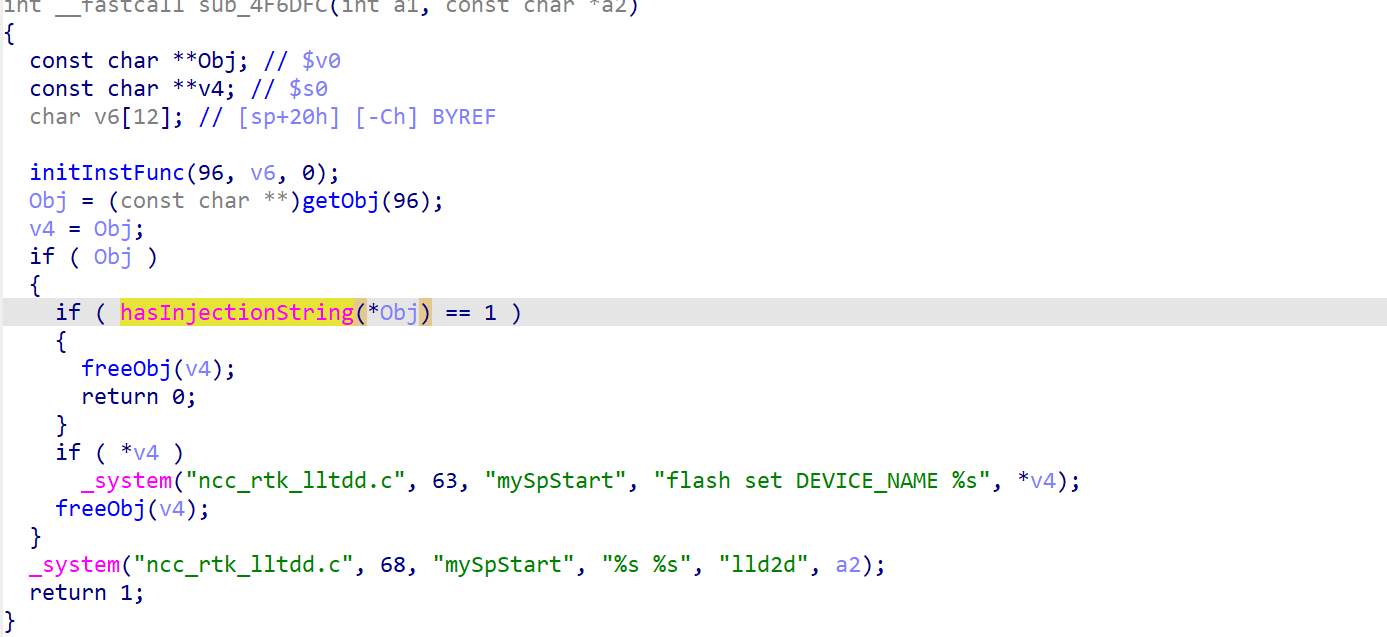 int __fastcall sub_4F6DFC(int a1, const char *a2)
{
  const char **Obj; // $v0
  const char **v4; // $s0
  char v6[12]; // [sp+20h] [-Ch] BYREF

  initInstFunc(96, v6, 0);
  Obj = (const char **)getObj(96);
  v4 = Obj;
  if ( Obj )
  {
    if ( hasInjectionString(*Obj) == 1 )
    {
      freeObj(v4);
      return 0;
    }
    if ( *v4 )
      _system("ncc_rtk_lltdd.c", 63, "mySpStart", "flash set DEVICE_NAME %s", *v4);
    freeObj(v4);
  }
  _system("ncc_rtk_lltdd.c", 68, "mySpStart", "%s %s", "lld2d", a2);
  return 1;
}